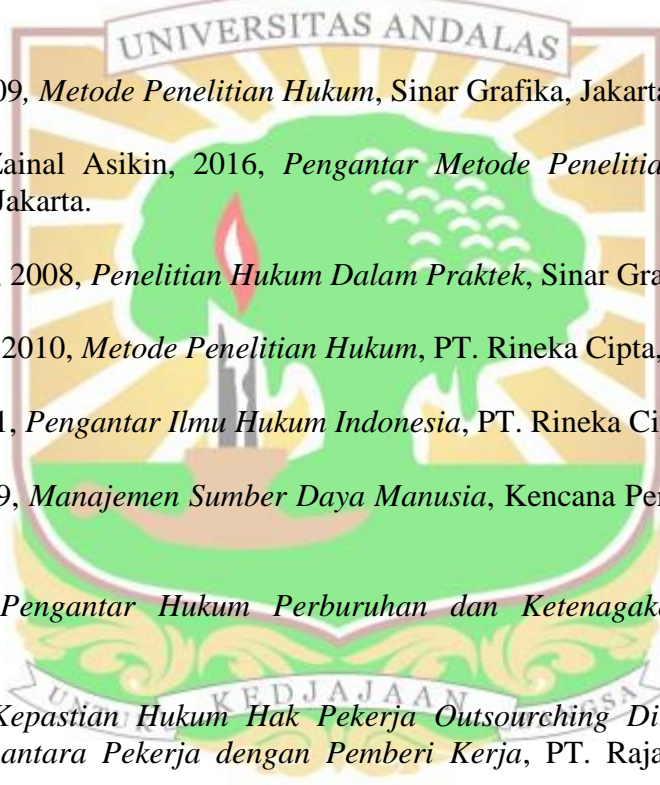 UNIVERSITAS ANDALAS
09, Metode Penelitian Hukum, Sinar Grafika, Jakarta
Zainal Asikin, 2016, Pengantar Metode Penelitia
Jakarta.
2008, Penelitian Hukum Dalam Praktek, Sinar Gra
2010, Metode Penelitian Hukum, PT. Rineka Cipta,
1, Pengantar Ilmu Hukum Indonesia, PT. Rineka Ci
9, Manajemen Sumber Daya Manusia, Kencana Per
Pengantar Hukum Perburuhan dan Ketenagak
UNTUK KEDJAJAAN BANGSA
Kepastian Hukum Hak Pekerja Outsourching Di
antara Pekerja dengan Pemberi Kerja, PT. Raja